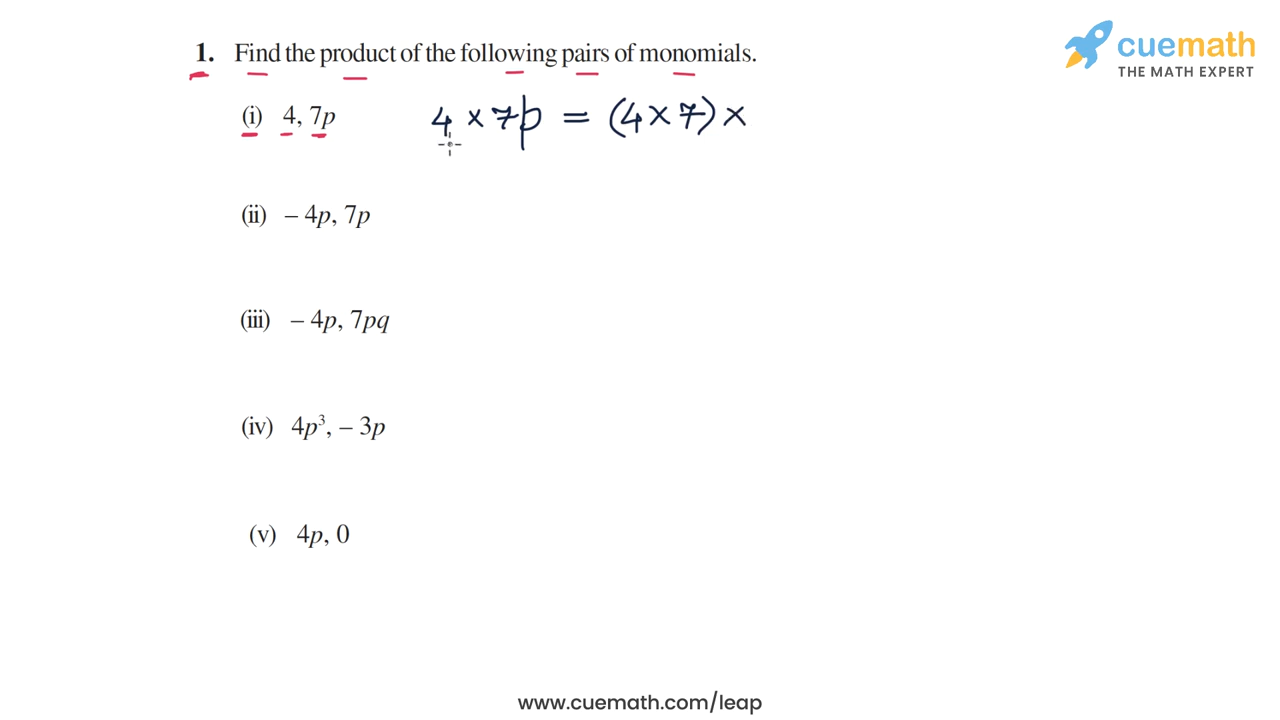 cuemath
THE MATH EXPERT
1. Find the product of the following pairs of monomials.
(i) 4, 7p 4 × 7p = (4 × 7) ×
(ii) – 4p, 7p
(iii) – 4p, 7pq
(iv) 4p³, – 3p
(v) 4p, 0
www.cuemath.com/leap